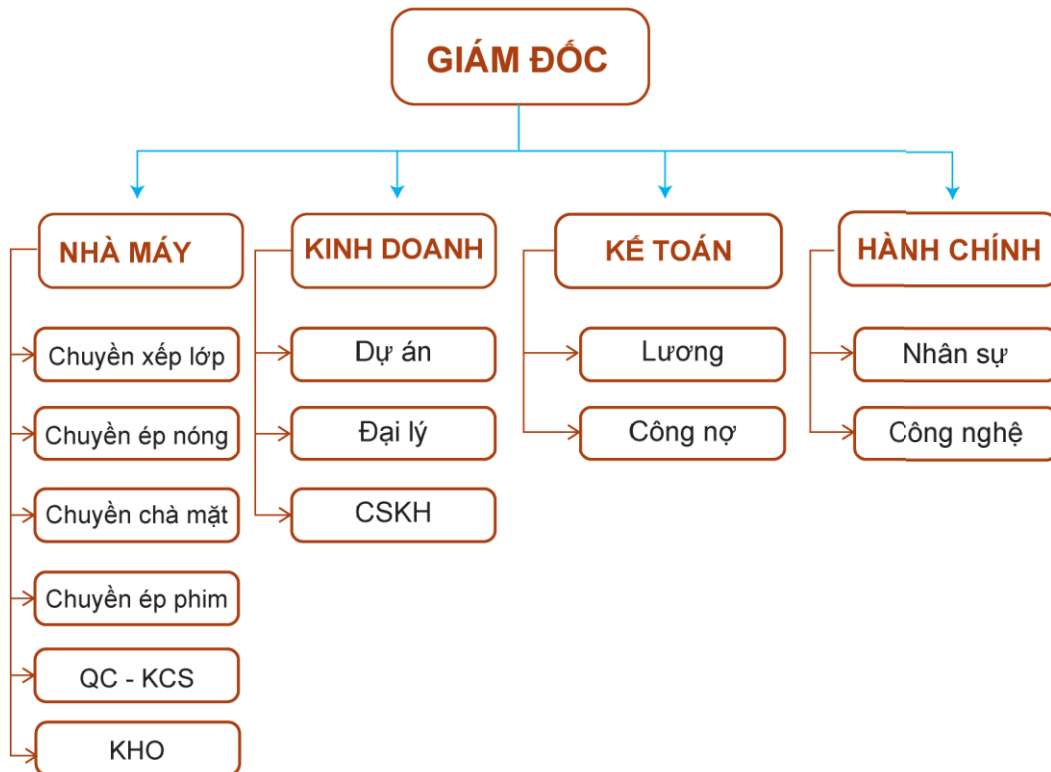 GIÁM ĐỐC
NHÀ MÁY
Chuyền xếp lớp
Chuyền ép nóng
Chuyền chà mặt
Chuyền ép phim
QC - KCS
KHO
KINH DOANH
Dự án
Đại lý
CSKH
KẾ TOÁN
Lương
Công nợ
HÀNH CHÍNH
Nhân sự
Công nghệ